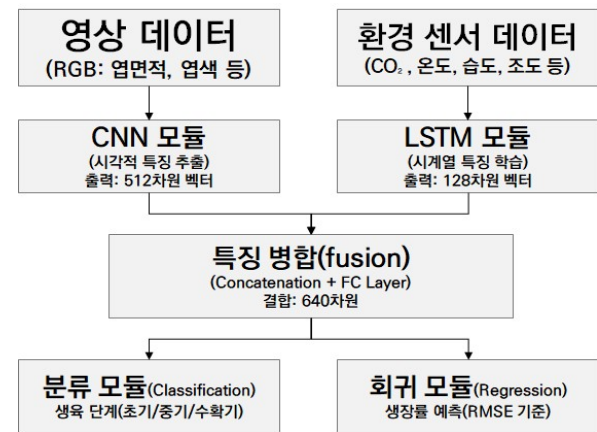 영상 데이터
(RGB: 엽면적, 엽색 등)
환경 센서 데이터
(CO₂, 온도, 습도, 조도 등)
CNN 모듈
(시각적 특징 추출)
출력: 512차원 벡터
LSTM 모듈
(시계열 특징 학습)
출력: 128차원 벡터
특징 병합(fusion)
(Concatenation + FC Layer)
결합: 640차원
분류 모듈(Classification)
생육 단계(초기/중기/수확기)
회귀 모듈(Regression)
생장률 예측(RMSE 기준)